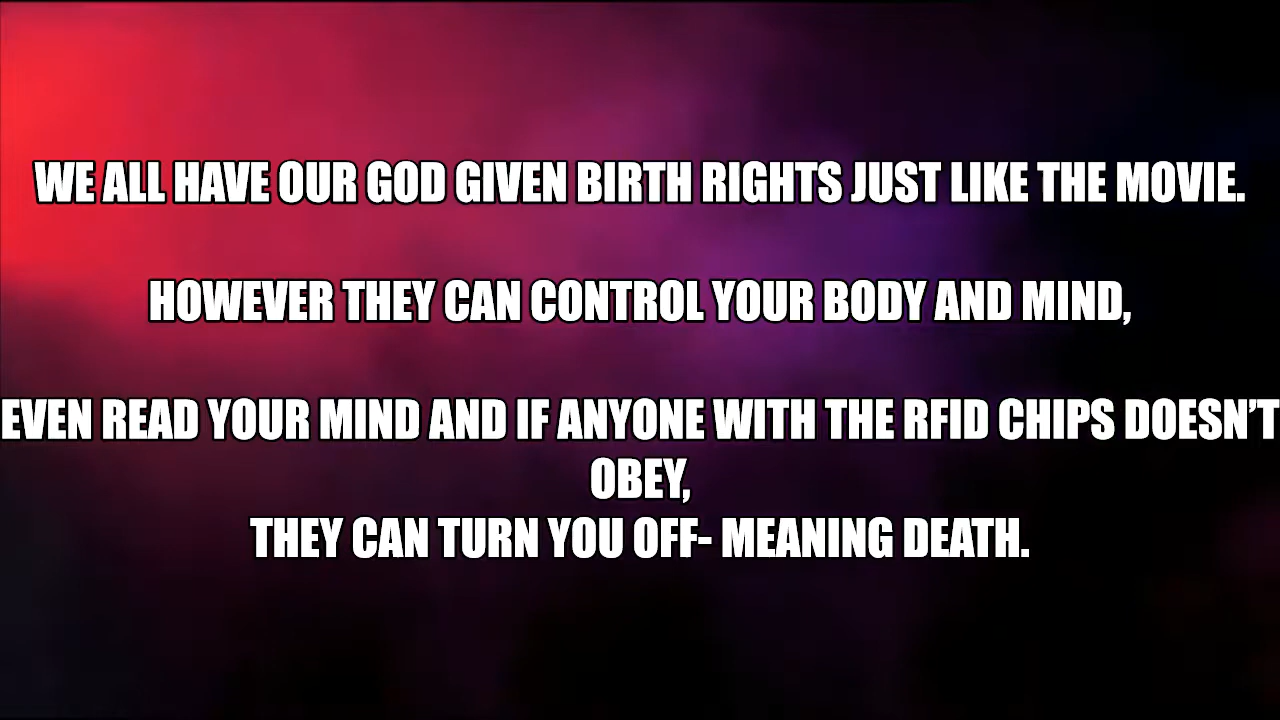 WE ALL HAVE OUR GOD GIVEN BIRTH RIGHTS JUST LIKE THE MOVIE.
HOWEVER THEY CAN CONTROL YOUR BODY AND MIND,
EVEN READ YOUR MIND AND IF ANYONE WITH THE RFID CHIPS DOESN’T
OBEY,
THEY CAN TURN YOU OFF- MEANING DEATH.